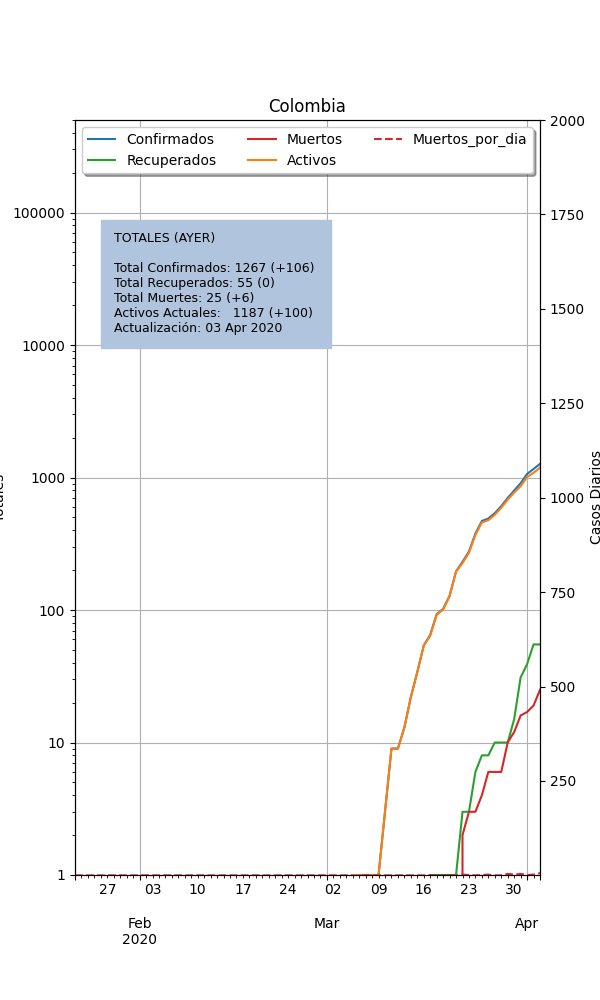 Colombia
Confirmados
Recuperados
Muertos
Activos
Muertos_por_dia
TOTALES (AYER)
Total Confirmados: 1267 (+106)
Total Recuperados: 55 (0)
Total Muertes: 25 (+6)
Activos Actuales: 1187 (+100)
Actualización: 03 Apr 2020
100000
10000
1000
100
10
1
2000
1750
1500
1250
1000
750
500
250
Casos Diarios
27 03 10 17 24 02 09 16 23 30
Feb Mar Apr
2020